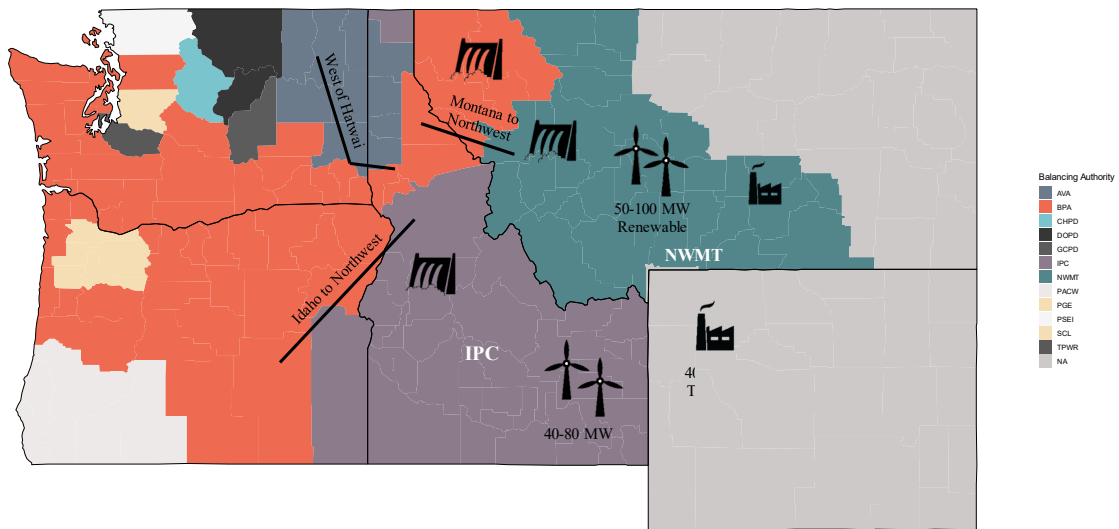 West of Hatwai
Montana to
Northwest
50-100 MW
Renewable
NWMT
Idaho to Northwest
IPC
40-80 MW
Balancing Authority
AVA
BPA
CHPD
DOPD
GCPD
IPC
NWMT
PACW
PGE
PSEI
SCL
TPWR
NA